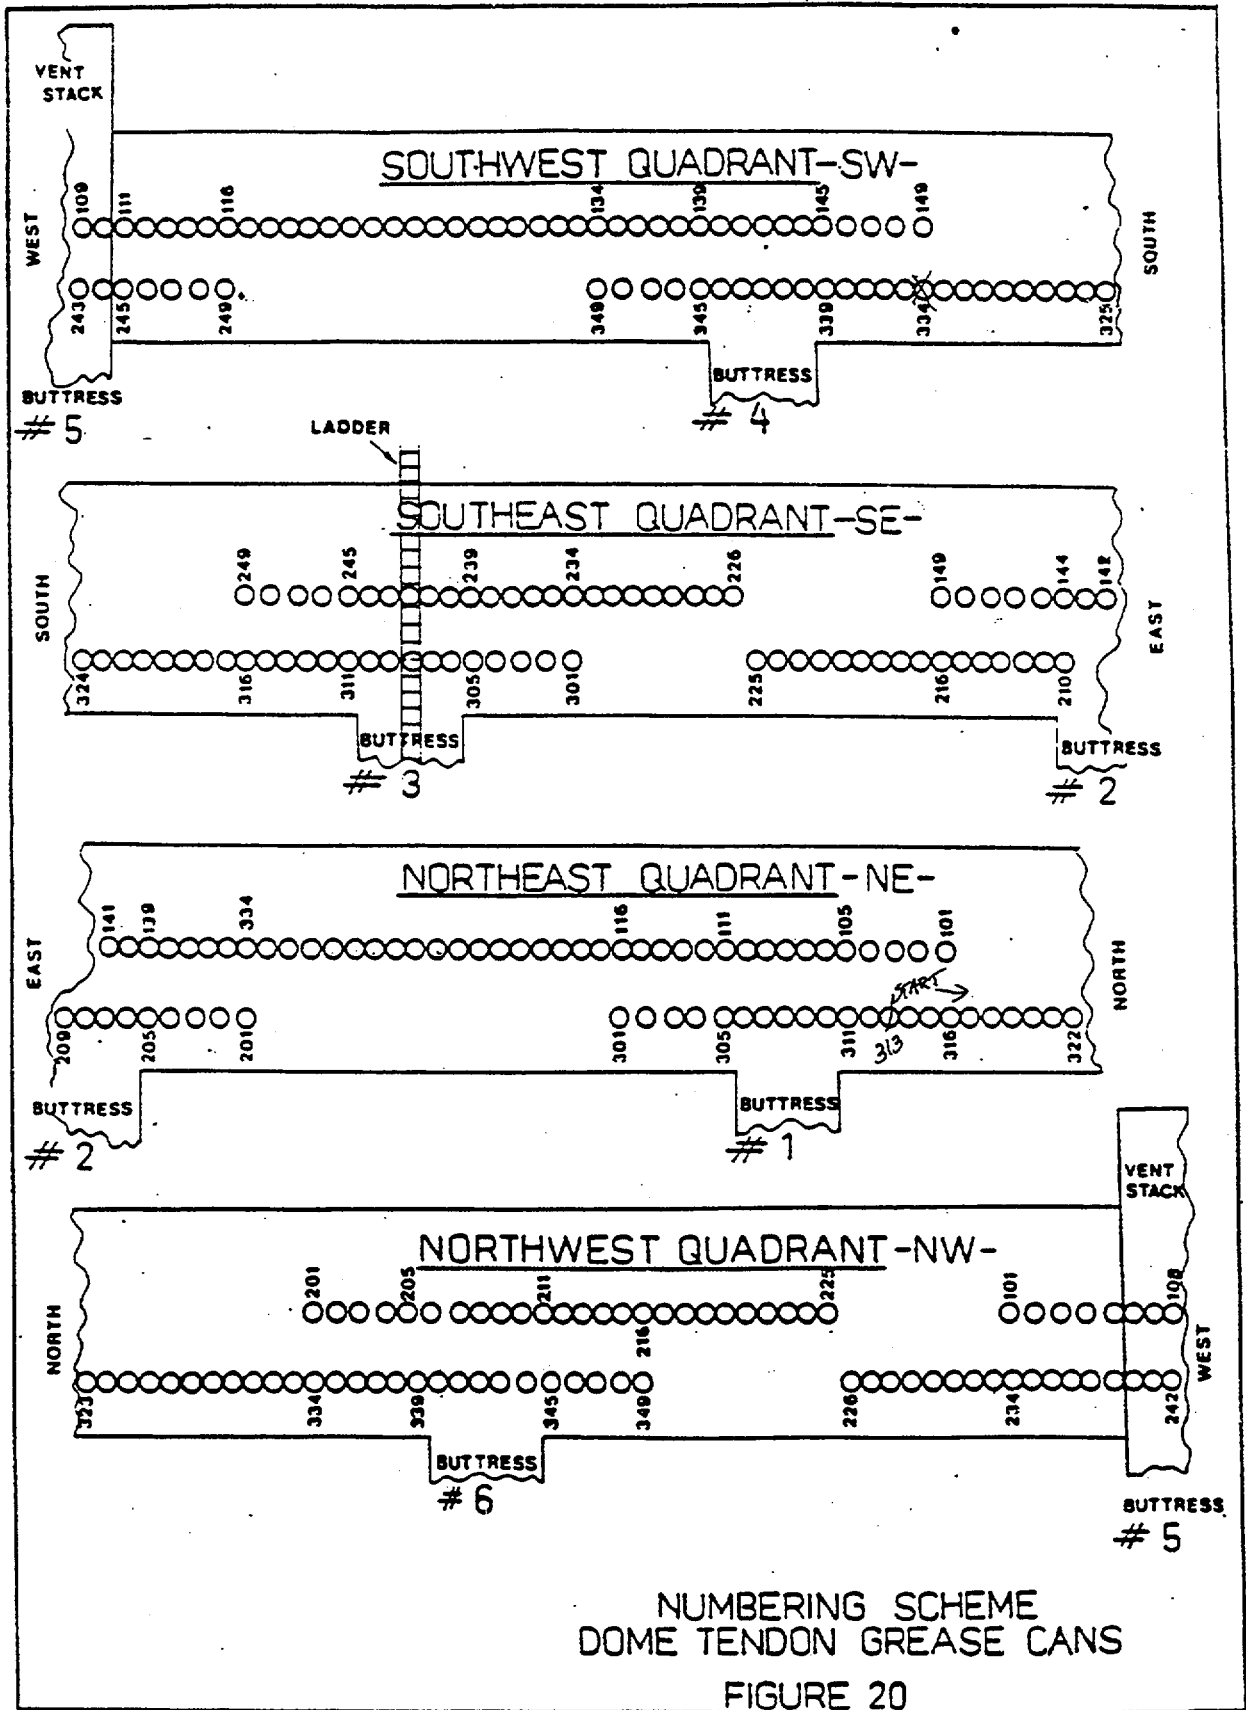 VENT
STACK
SOUTHWEST QUADRANT-SW-
109 111 116 134 139 145 149
WEST
SOUTH
243 245 249 349 345 339 334 325
BUTTRESS
# 5
BUTTRESS
# 4
LADDER
SOUTHEAST QUADRANT-SE-
249 245 239 234 226 149 144 142
SOUTH
EAST
324 316 311 305 301 225 216 210
BUTTRESS
# 3
BUTTRESS
# 2
NORTHEAST QUADRANT-NE-
141 139 334 116 111 105 101
EAST
NORTH
START
209 205 201 301 305 311 313 316 322
BUTTRESS
# 2
BUTTRESS
# 1
VENT
STACK
NORTHWEST QUADRANT-NW-
201 205 211 225 101 108
NORTH
216
WEST
323 334 339 345 349 226 234 242
BUTTRESS
# 6
BUTTRESS
# 5
NUMBERING SCHEME
DOME TENDON GREASE CANS
FIGURE 20